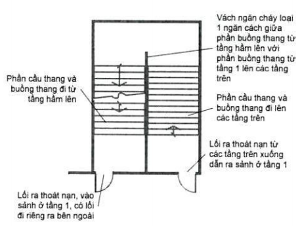 Vách ngăn cháy loại
1 ngăn cách giữa
phần buồng thang từ
tầng hầm lên với
phần buồng thang từ
tầng 1 lên các tầng
trên
Phần cầu thang và
buồng thang đi từ
tầng hầm lên
Phần cầu thang và
buồng thang đi lên
các tầng trên
Lối ra thoát nạn từ
các tầng trên xuống
dẫn ra sảnh ở tầng 1
Lối ra thoát nạn, vào
sảnh ở tầng 1, có lối
đi riêng ra bên ngoài